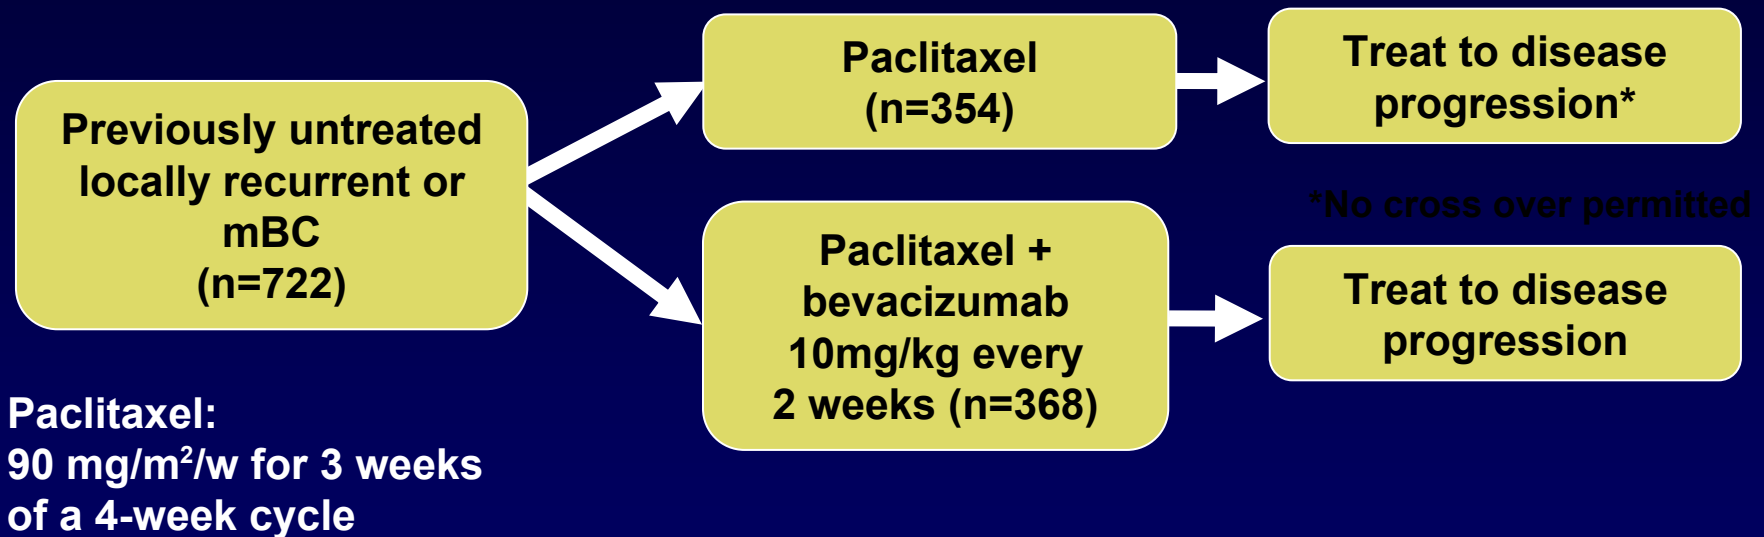 Previously untreated
locally recurrent or
mBC
(n=722)
Paclitaxel
(n=354)
Treat to disease
progression*
*No cross over permitted
Paclitaxel +
bevacizumab
10mg/kg every
2 weeks (n=368)
Treat to disease
progression
Paclitaxel:
90 mg/m²/w for 3 weeks
of a 4-week cycle